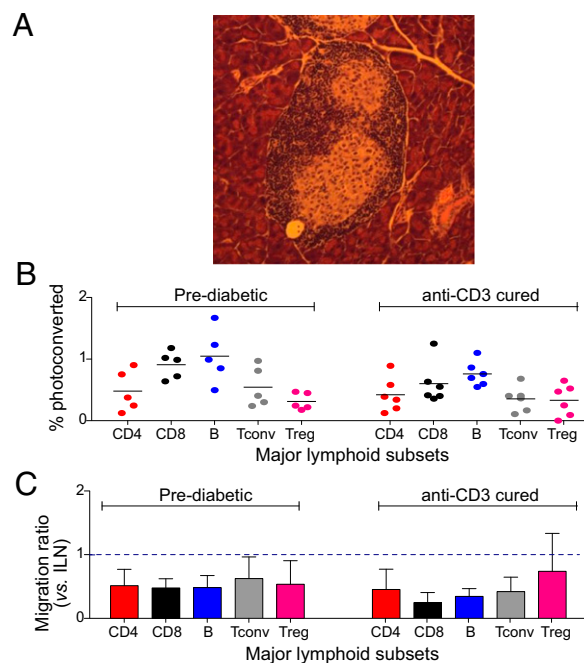 A
B
Pre-diabetic
anti-CD3 cured
% photoconverted
2
1
0
CD4 CD8 B Tconv Treg
CD4 CD8 B Tconv Treg
Major lymphoid subsets
C
Pre-diabetic
anti-CD3 cured
Migration ratio
(vs. ILN)
2
1
0
CD4 CD8 B Tconv Treg
CD4 CD8 B Tconv Treg
Major lymphoid subsets